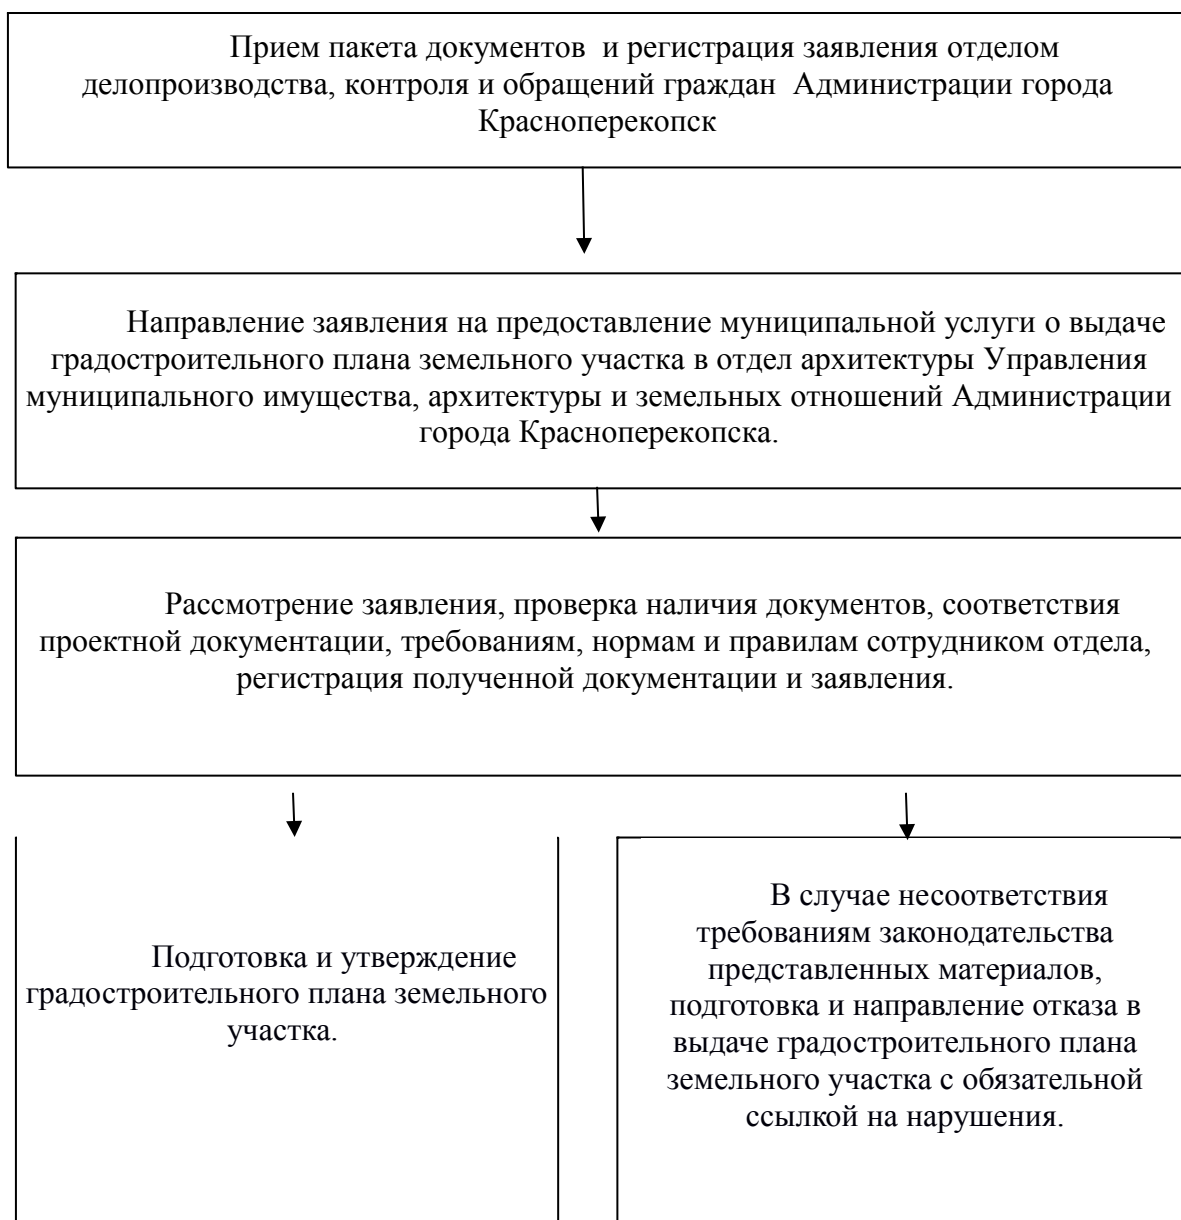 Прием пакета документов и регистрация заявления отделом
делопроизводства, контроля и обращений граждан Администрации города
Красноперекопск
Направление заявления на предоставление муниципальной услуги о выдаче
градостроительного плана земельного участка в отдел архитектуры Управления
муниципального имущества, архитектуры и земельных отношений Администрации
города Красноперекопска.
Рассмотрение заявления, проверка наличия документов, соответствия
проектной документации, требованиям, нормам и правилам сотрудником отдела,
регистрация полученной документации и заявления.
Подготовка и утверждение
градостроительного плана земельного
участка.
В случае несоответствия
требованиям законодательства
представленных материалов,
подготовка и направление отказа в
выдаче градостроительного плана
земельного участка с обязательной
ссылкой на нарушения.